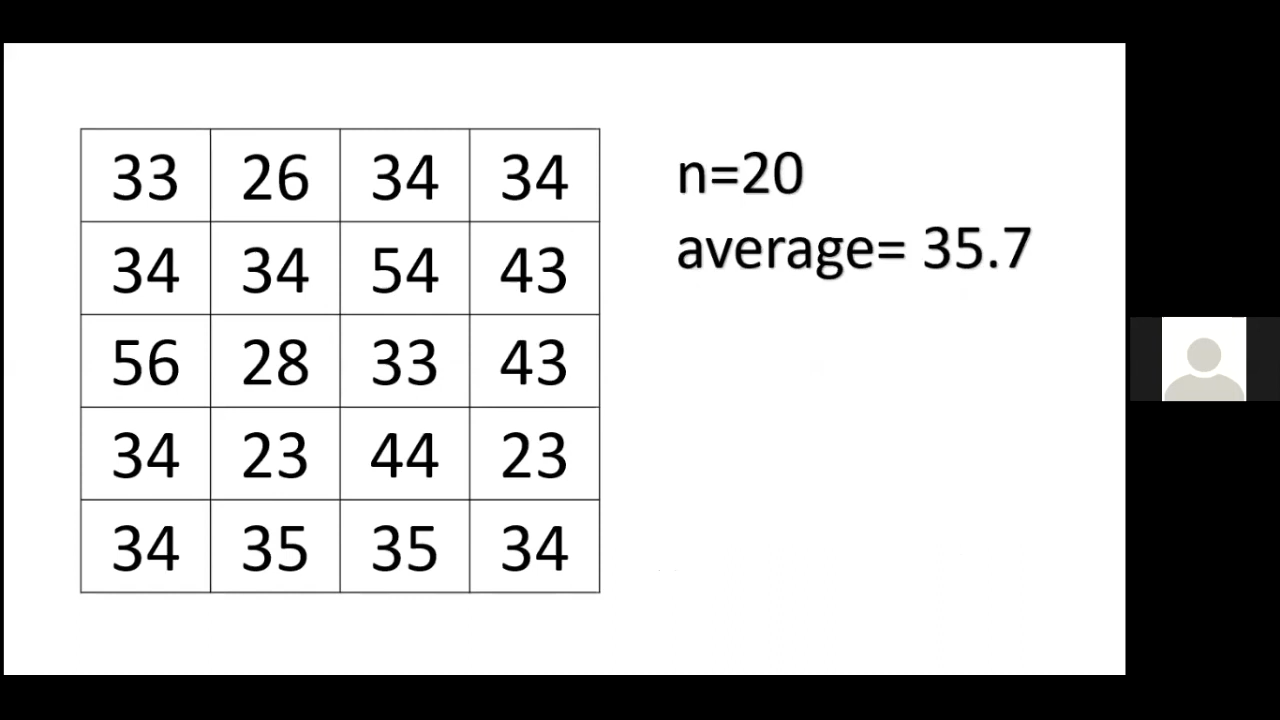 33 26 34 34
34 34 54 43
56 28 33 43
34 23 44 23
34 35 35 34
n=20
average= 35.7